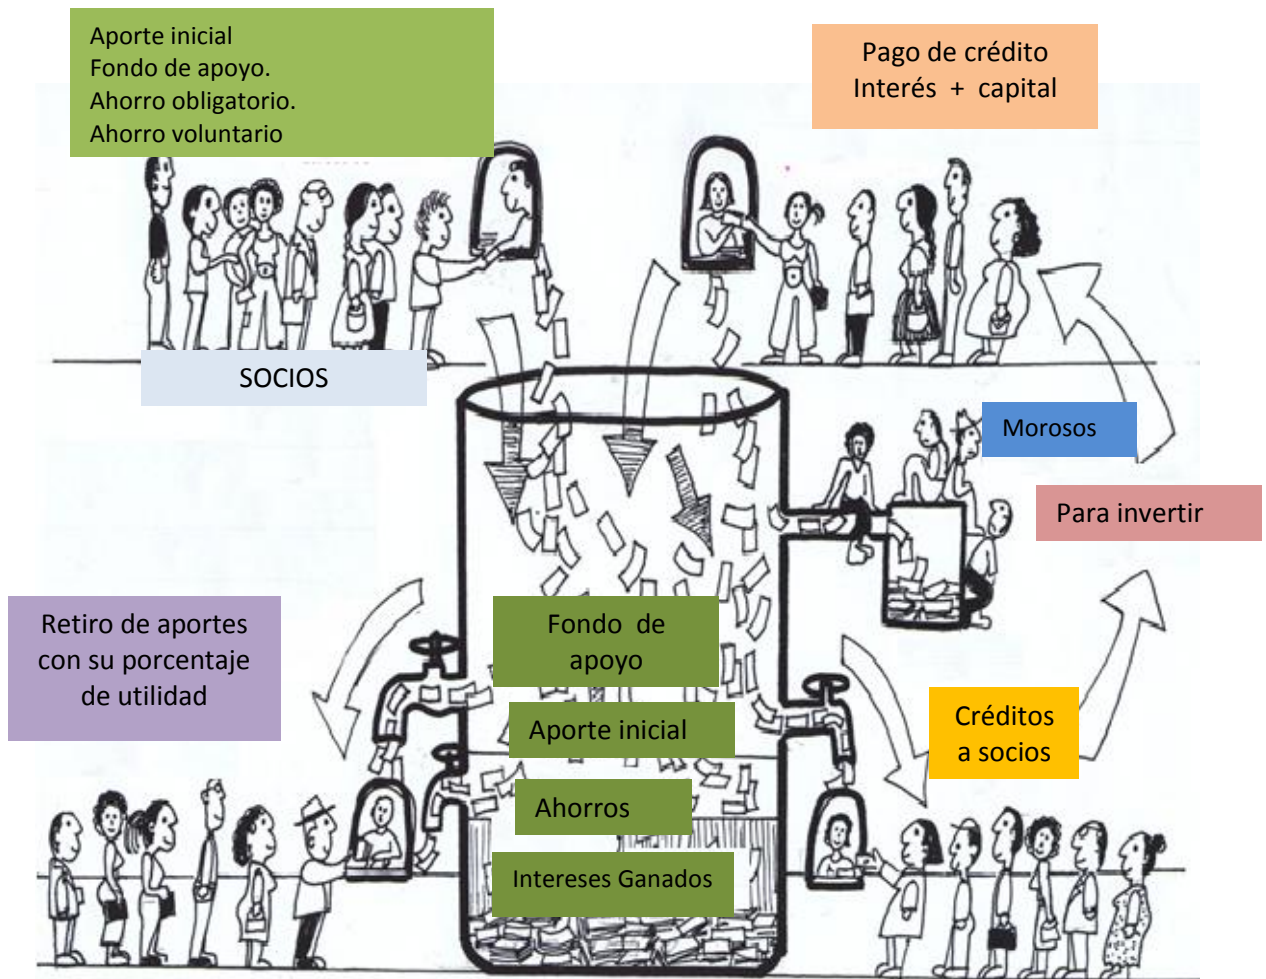 Aporte inicial
Fondo de apoyo.
Ahorro obligatorio.
Ahorro voluntario
Pago de crédito
Interés + capital
SOCIOS
Morosos
Para invertir
Retiro de aportes
con su porcentaje
de utilidad
Fondo de
apoyo
Aporte inicial
Ahorros
Intereses Ganados
Créditos
a socios